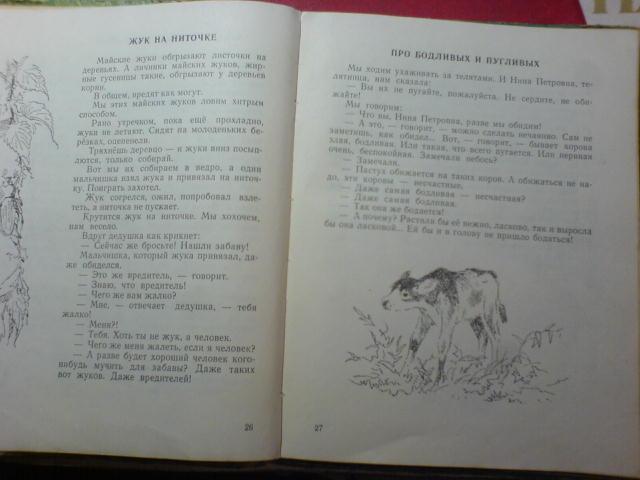 ЖУК НА НИТОЧКЕ
Майские жуки обгрызают листочки на
деревьях. А личинки майских жуков, жир-
ные гусеницы такие, обгрызают у деревьев
корни.
В общем, вредят как могут.
Мы этих майских жуков ловим хитрым
способом.
Рано утречком, пока ещё прохладно,
жуки не летают. Сидят на молоденьких бе-
рёзках, оцепенели.
Тряхнёшь деревцо — и жуки вниз посып-
лются, только собирай.
Вот мы их собираем в ведро, а один
мальчишка взял жука и привязал на ниточ-
ку. Поиграть захотел.
Жук согрелся, ожил, попробовал взле-
теть, а ниточка не пускает.
Крутится жук на ниточке. Мы хохочем,
нам весело.
Вдруг дедушка как крикнет:
— Сейчас же бросьте! Нашли забаву!
Мальчишка, который жука привязал, да-
же обиделся.
— Это же вредитель, — говорит.
— Знаю, что вредитель!
— Чего же вам жалко?
— Мне, — отвечает дедушка, — тебя
жалко!
— Меня?!
— Тебя. Хоть ты не жук, а человек.
— Чего же меня жалеть, если я человек?
— А разве будет хороший человек кого-
нибудь мучить для забавы? Даже таких
вот жуков. Даже вредителей!
26
ПРО БОДЛИВЫХ И ПУГЛИВЫХ
Мы ходим ухаживать за телятами. И Нина Петровна, те-
лятница, нам сказала:
— Вы их не пугайте, пожалуйста. Не сердите, не оби-
жайте!
Мы говорим:
— Что вы, Нина Петровна, разве мы обидим!
— А это, — говорит, — можно сделать нечаянно. Сам не
заметишь, как обидел... Вот, — говорит, — бывает корова
злая, бодливая. Или такая, что всего пугается. Или нервная
очень, беспокойная. Замечали небось?
— Замечали.
— Пастух обижается на таких коров. А обижаться не на-
до, эти коровы — несчастные.
— Даже самая бодливая — несчастная?
— Даже самая бодливая.
— Так она же бодается!
— А почему? Растили бы её нежно, ласково, так и выросла
бы она ласковой... Ей бы и в голову не пришло бодаться!
27